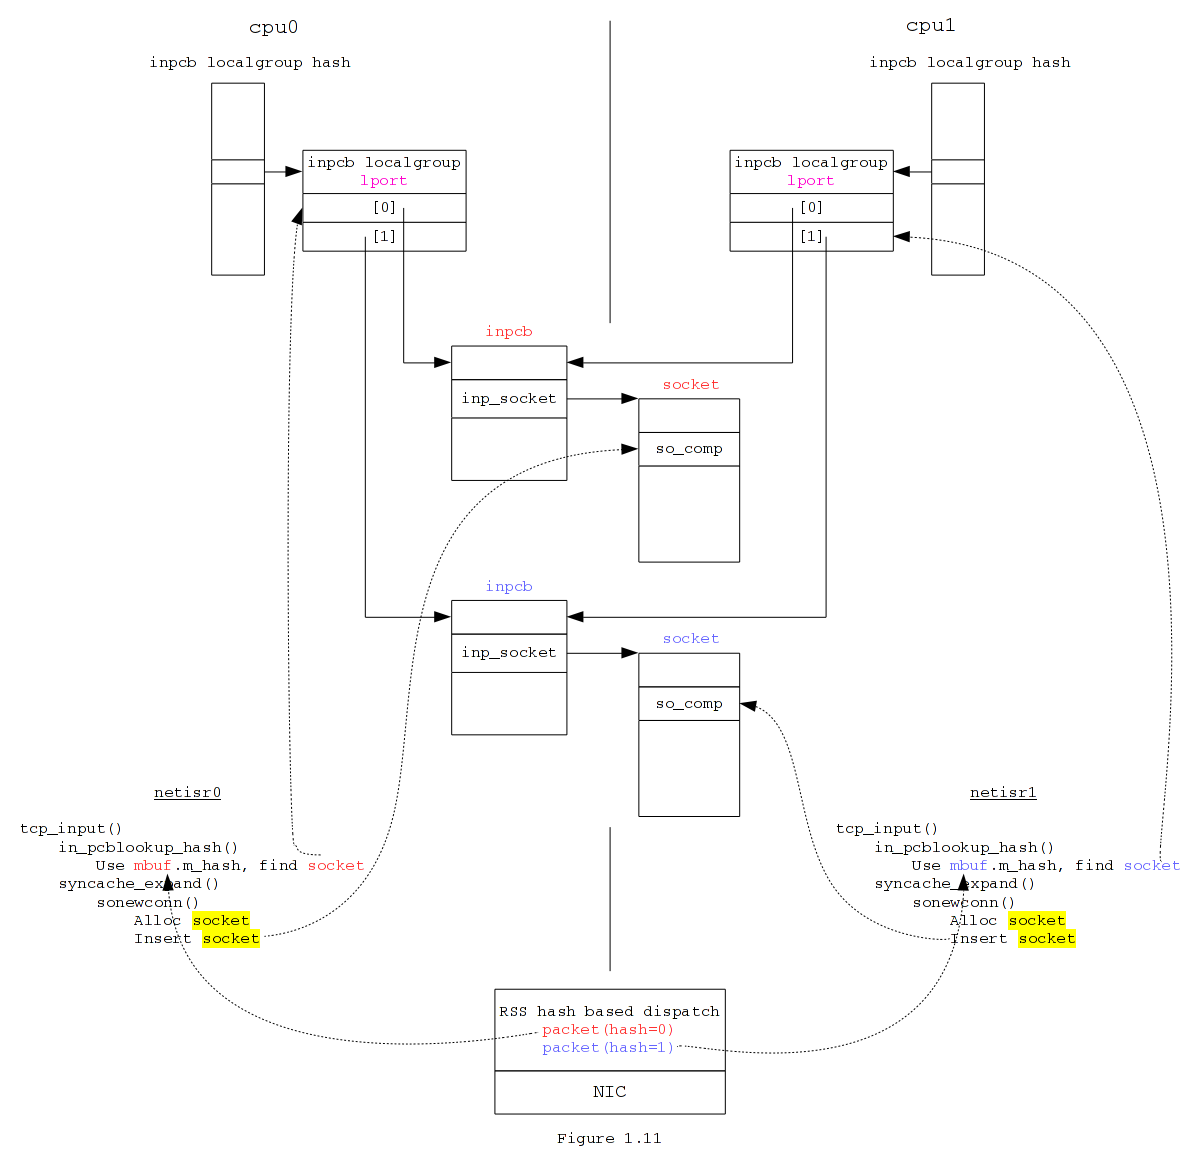 cpu0
cpu1
inpcb localgroup hash
inpcb localgroup hash
inpcb localgroup
lport
[0]
[1]
inpcb localgroup
lport
[0]
[1]
inpcb
inp_socket
socket
so_comp
inpcb
inp_socket
socket
so_comp
netisr0
tcp_input()
in_pcblookup_hash()
Use mbuf.m_hash, find socket
syncache_expand()
sonewconn()
Alloc socket
Insert socket
netisr1
tcp_input()
in_pcblookup_hash()
Use mbuf.m_hash, find socket
syncache_expand()
sonewconn()
Alloc socket
Insert socket
RSS hash based dispatch
packet(hash=0)
packet(hash=1)
NIC
Figure 1.11